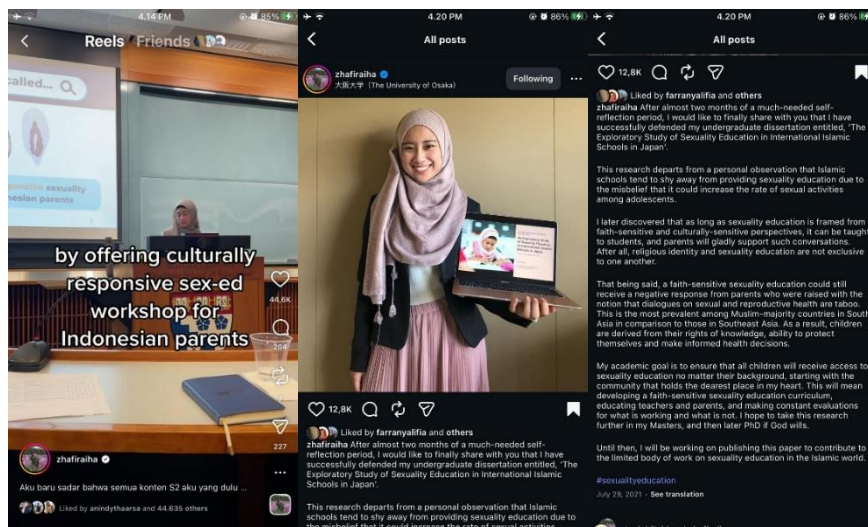 4.14 PM
85%
Reels Friends
called...
sexuality
nesian parents
by offering culturally
responsive sex-ed
workshop for
Indonesian parents
44,6K
204
227
zhafiraiha
Aku baru sadar bahwa semua konten S2 aku yang dulu ...
Liked by anindythaarsa and 44.635 others
4.20 PM
86%
All posts
zhafiraiha
大阪大学 (The University of Osaka)
Following
12,8K
Liked by farranyalifia and others
zhafiraiha After almost two months of a much-needed self-
reflection period, I would like to finally share with you that I have
successfully defended my undergraduate dissertation entitled, 'The
Exploratory Study of Sexuality Education in International Islamic
Schools in Japan'.
This research departs from a personal observation that Islamic
schools tend to shy away from providing sexuality education due to
the misbelief that it could increase the rate of sexual activities
4.20 PM
86%
All posts
12,8K
Liked by farranyalifia and others
zhafiraiha After almost two months of a much-needed self-
reflection period, I would like to finally share with you that I have
successfully defended my undergraduate dissertation entitled, 'The
Exploratory Study of Sexuality Education in International Islamic
Schools in Japan'.
This research departs from a personal observation that Islamic
schools tend to shy away from providing sexuality education due to
the misbelief that it could increase the rate of sexual activities
among adolescents.
I later discovered that as long as sexuality education is framed from
faith-sensitive and culturally-sensitive perspectives, it can be taught
to students, and parents will gladly support such conversations.
After all, religious identity and sexuality education are not exclusive
to one another.
That being said, a faith-sensitive sexuality education could still
receive a negative response from parents who were raised with the
notion that dialogues on sexual and reproductive health are taboo.
This is the most prevalent among Muslim-majority countries in South
Asia in comparison to those in Southeast Asia. As a result, children
are derived from their rights of knowledge, ability to protect
themselves and make informed health decisions.
My academic goal is to ensure that all children will receive access to
sexuality education no matter their background, starting with the
community that holds the dearest place in my heart. This will mean
developing a faith-sensitive sexuality education curriculum,
educating teachers and parents, and making constant evaluations
for what is working and what is not. I hope to take this research
further in my Masters, and then later PhD if God wills.
Until then, I will be working on publishing this paper to contribute to
the limited body of work on sexuality education in the Islamic world.
#sexualityeducation
July 29, 2021 • See translation